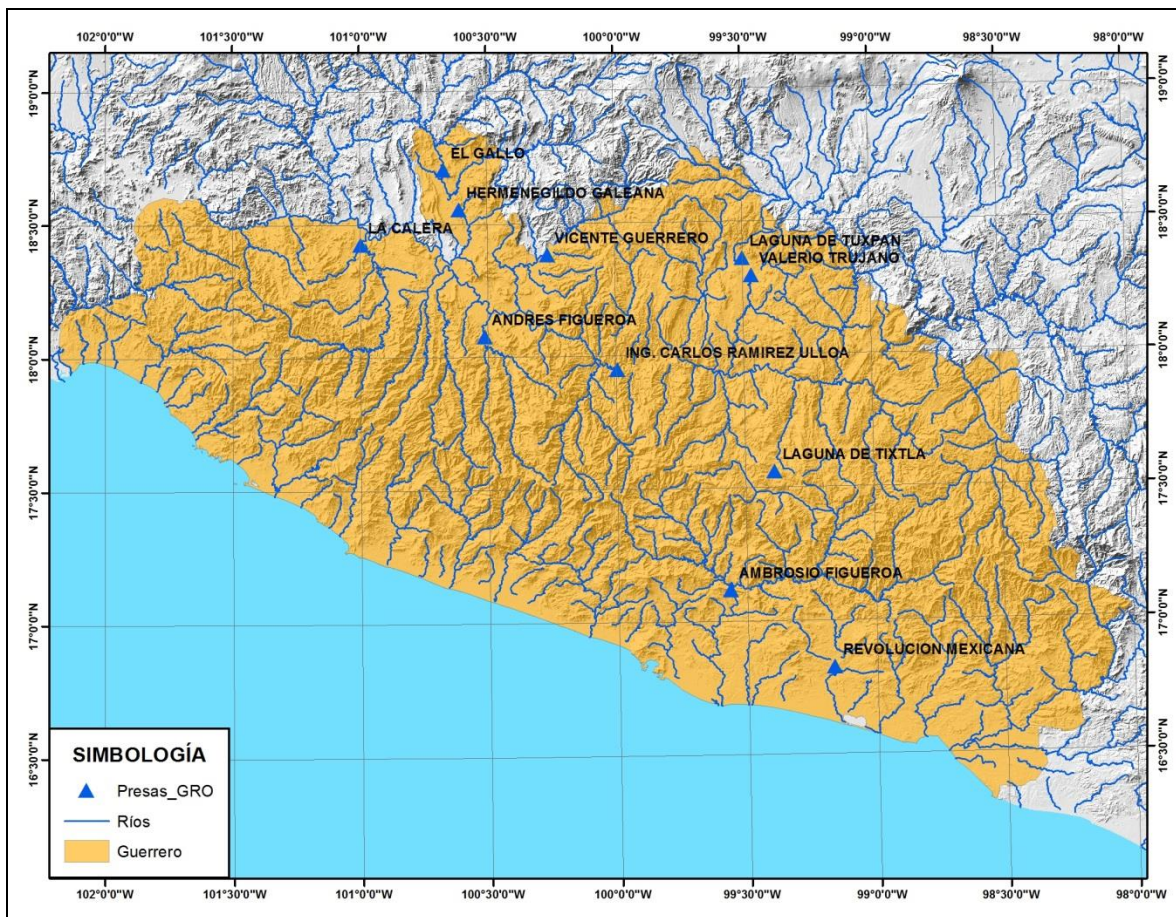 102°0'0"W 101°30'0"W 101°0'0"W 100°30'0"W 100°0'0"W 99°30'0"W 99°0'0"W 98°30'0"W 98°0'0"W
19°0'0"N
19°0'0"N
EL GALLO
HERMENEGILDO GALEANA
18°30'0"N
18°30'0"N
LA CALERA
VICENTE GUERRERO
LAGUNA DE TUXPAN
VALERIO TRUJANO
ANDRES FIGUEROA
18°0'0"N
18°0'0"N
ING. CARLOS RAMIREZ ULLOA
LAGUNA DE TIXTLA
17°30'0"N
17°30'0"N
AMBROSIO FIGUEROA
17°0'0"N
17°0'0"N
REVOLUCION MEXICANA
16°30'0"N
16°30'0"N
SIMBOLOGÍA
Presas_GRO
Ríos
Guerrero
102°0'0"W 101°30'0"W 101°0'0"W 100°30'0"W 100°0'0"W 99°30'0"W 99°0'0"W 98°30'0"W 98°0'0"W